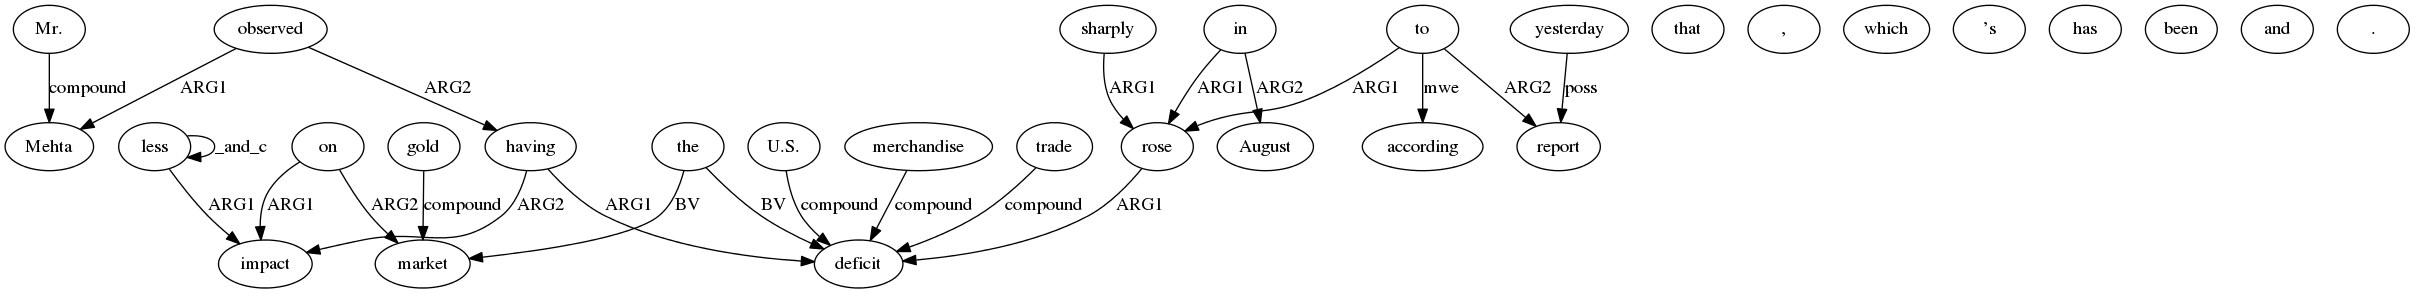 Mr. observed sharply in to yesterday that , which ’s has been and .
compound ARG1 ARG2 ARG1 ARG1 ARG2 ARG1 mwe ARG2 poss
Mehta less _and_c on gold having the U.S. merchandise trade rose August according report
ARG1 ARG1 ARG2 compound ARG2 ARG1 BV BV compound compound compound ARG1
impact market deficit